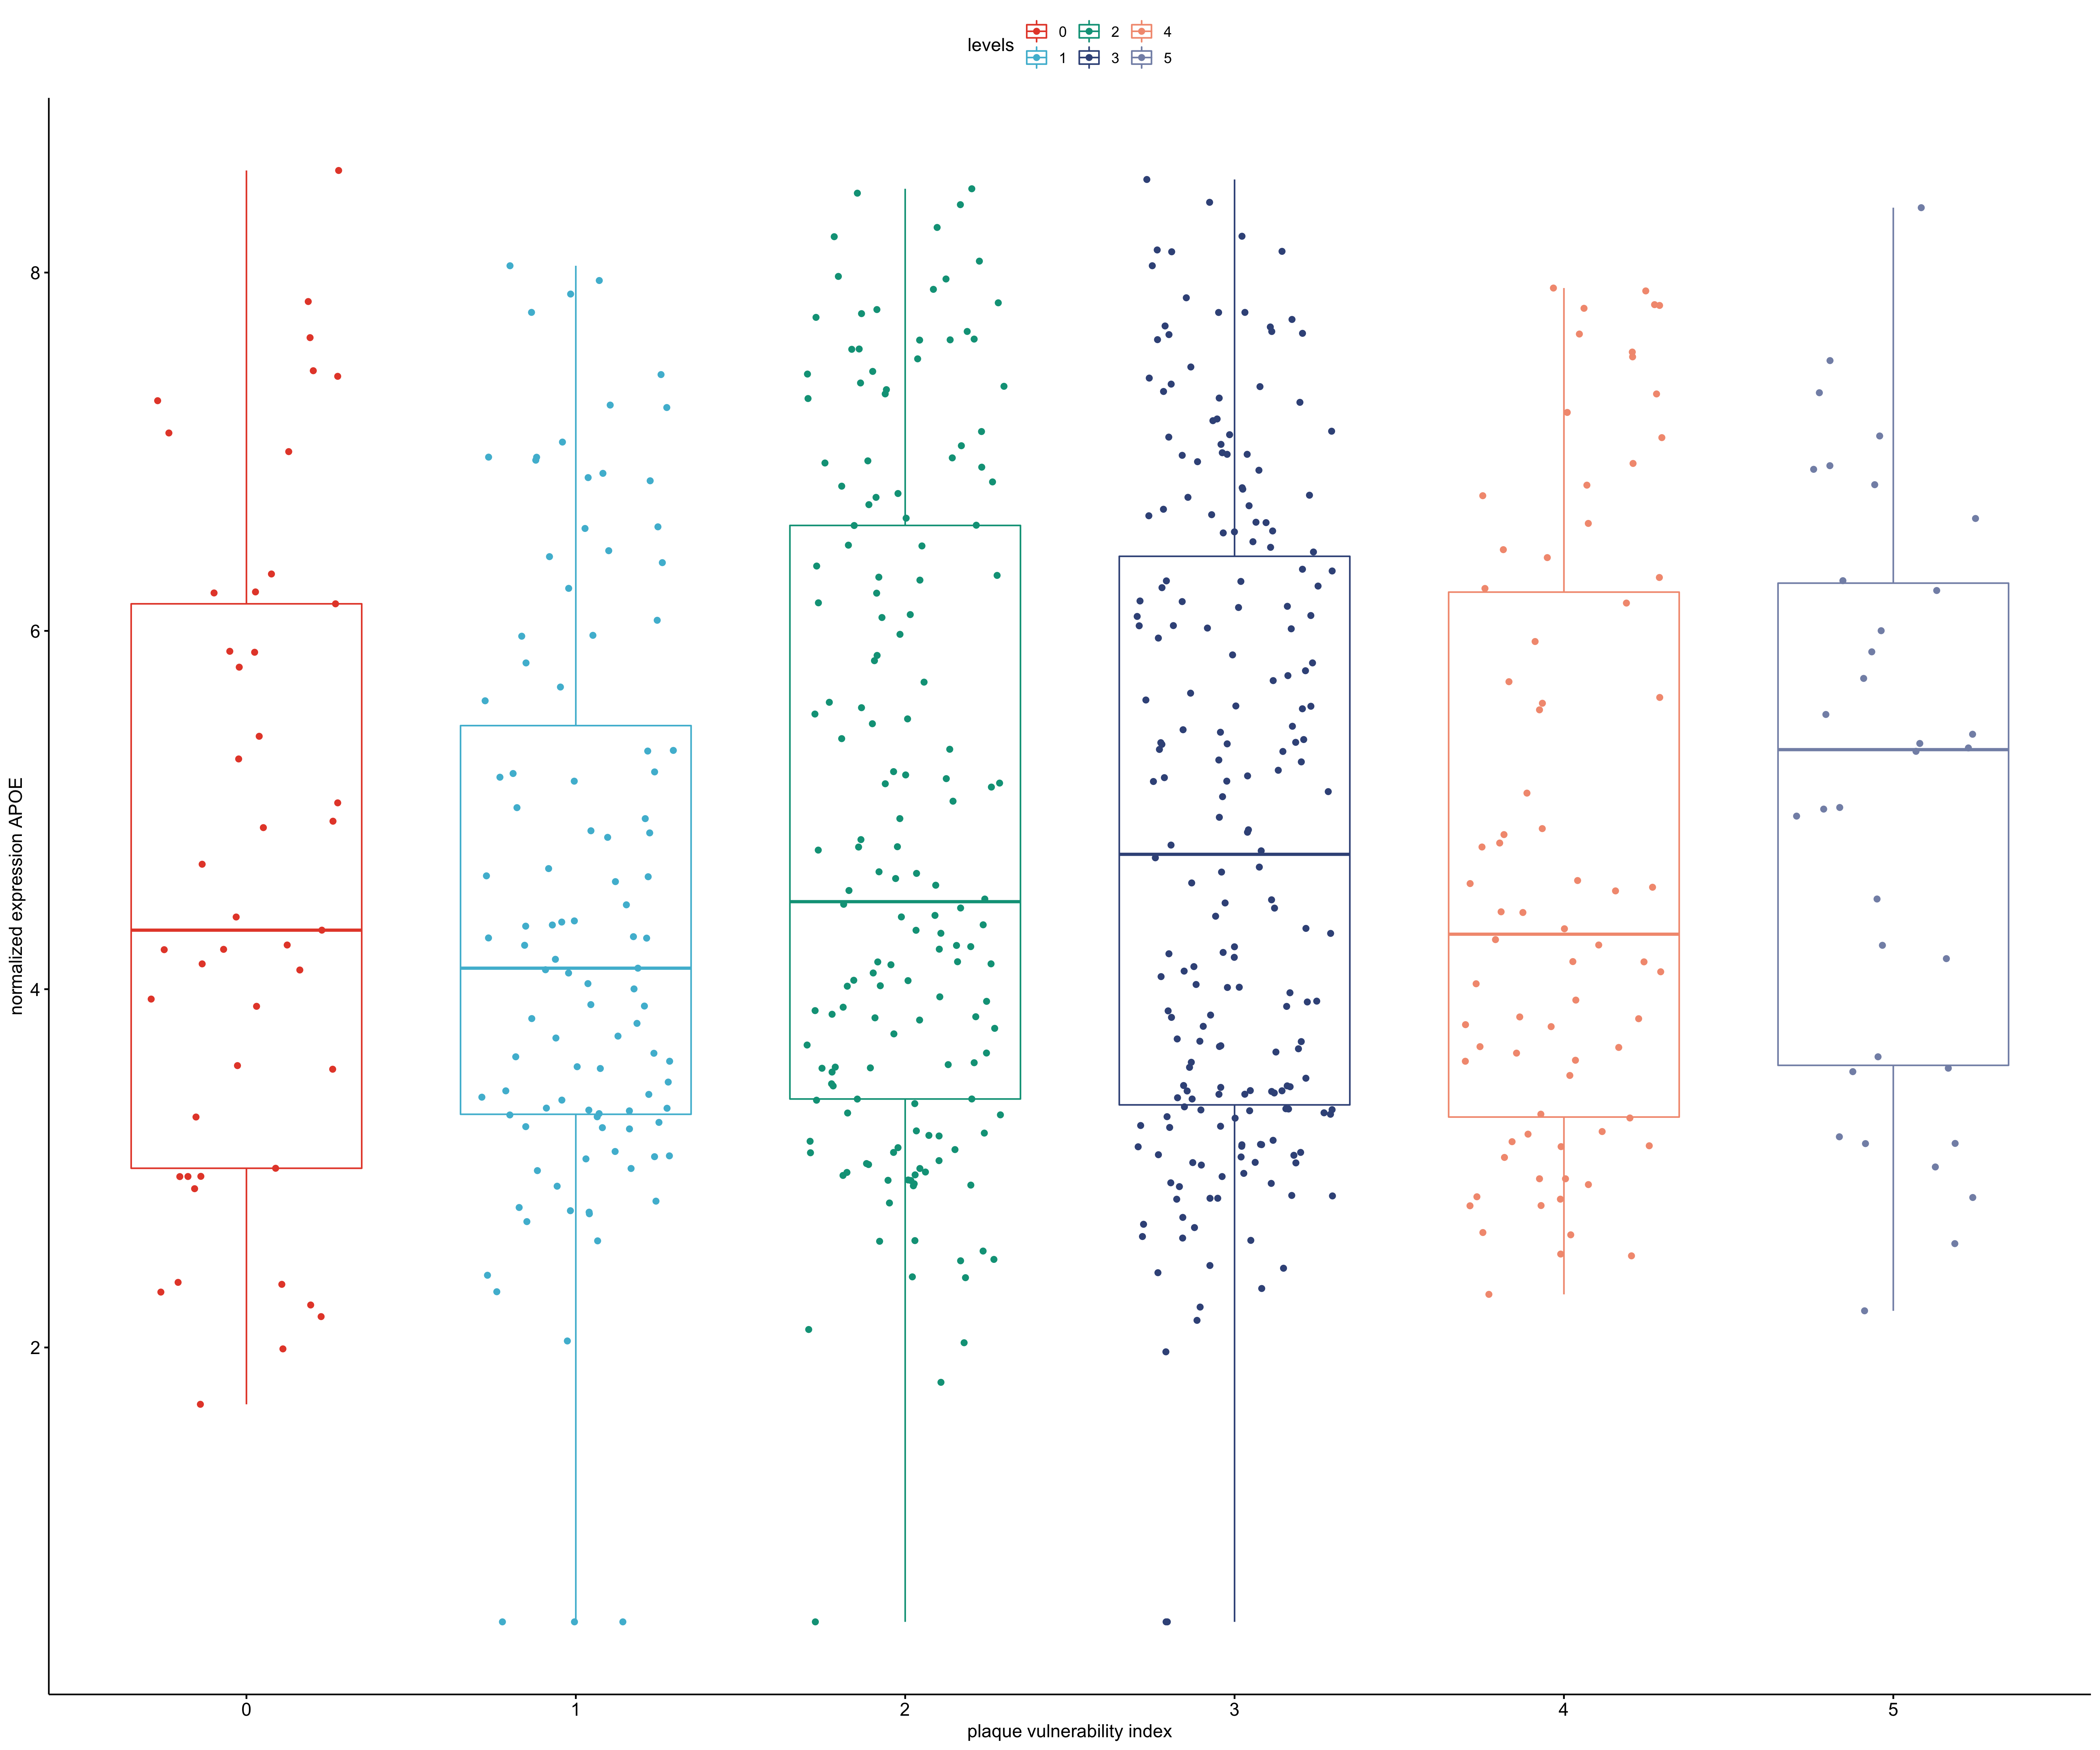 levels 0 2 4
1 3 5
normalized expression APOE
8
6
4
2
0 1 2 3 4 5
plaque vulnerability index